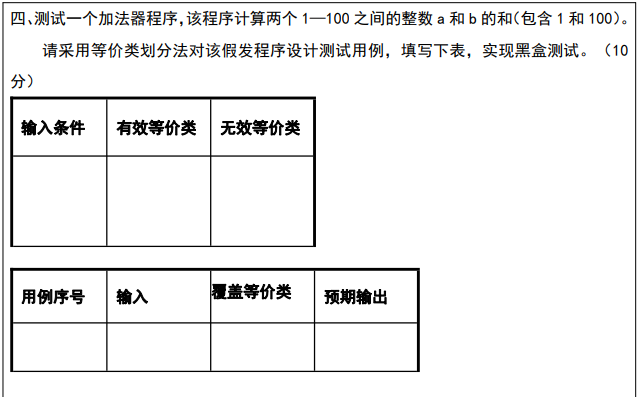 四、测试一个加法器程序，该程序计算两个 1—100 之间的整数 a 和 b 的和（包含 1 和 100）。
请采用等价类划分法对该假发程序设计测试用例，填写下表，实现黑盒测试。（10
分）
输入条件 有效等价类 无效等价类
用例序号 输入 覆盖等价类 预期输出